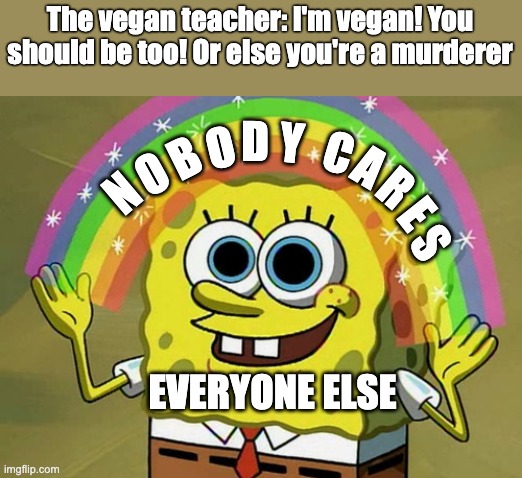 The vegan teacher: I'm vegan! You
should be too! Or else you're a murderer
NOBODY CARES
EVERYONE ELSE
imgflip.com